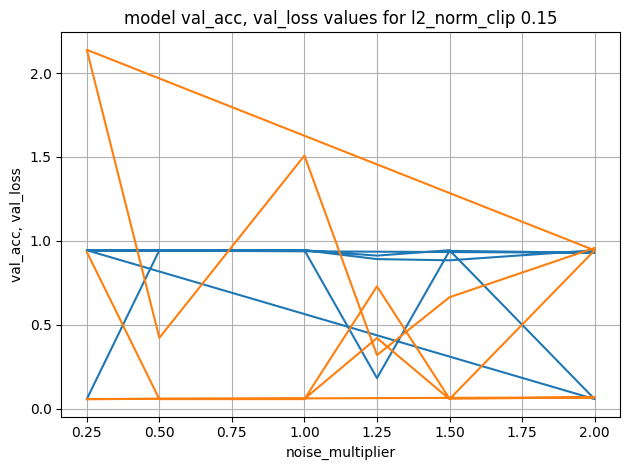 model val_acc, val_loss values for l2_norm_clip 0.15
val_acc, val_loss
2.0
1.5
1.0
0.5
0.0
0.25 0.50 0.75 1.00 1.25 1.50 1.75 2.00
noise_multiplier